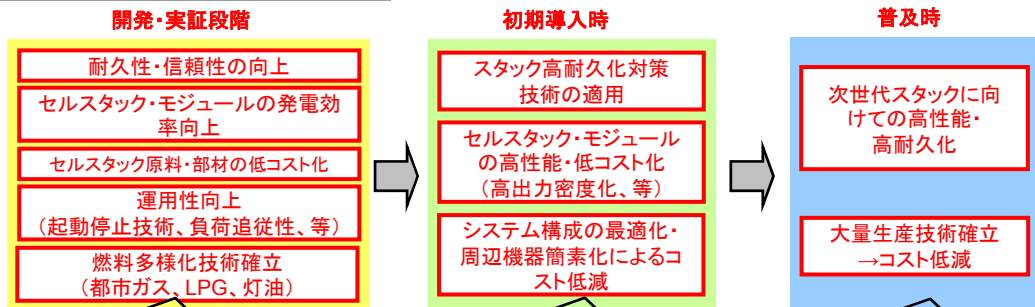 開発・実証段階
耐久性・信頼性の向上
セルスタック・モジュールの発電効
率向上
セルスタック原料・部材の低コスト化
運用性向上
(起動停止技術、負荷追従性、等)
燃料多様化技術確立
(都市ガス、LPG、灯油)
初期導入時
スタック高耐久化対策
技術の適用
セルスタック・モジュール
の高性能・低コスト化
(高出力密度化、等)
システム構成の最適化・
周辺機器簡素化によるコ
スト低減
普及時
次世代スタックに向
けての高性能・
高耐久化
大量生産技術確立
→コスト低減